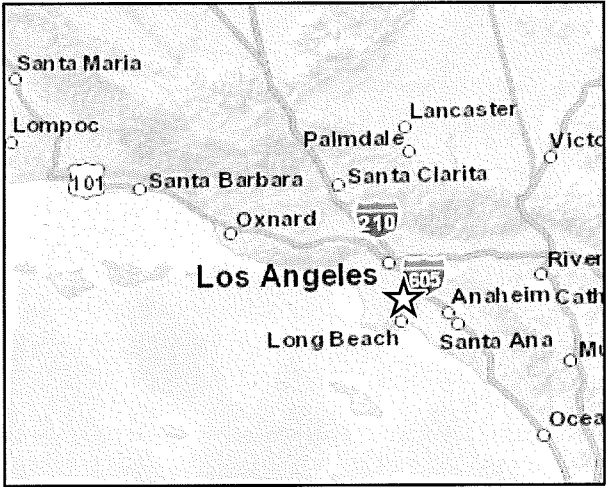 Santa Maria
Lancaster
Lompoc
Palmdale
Victo
101
Santa Barbara
Santa Clarita
Oxnard
210
River
Los Angeles
605
Anaheim
Cath
Long Beach
Santa Ana
Mu
Ocea